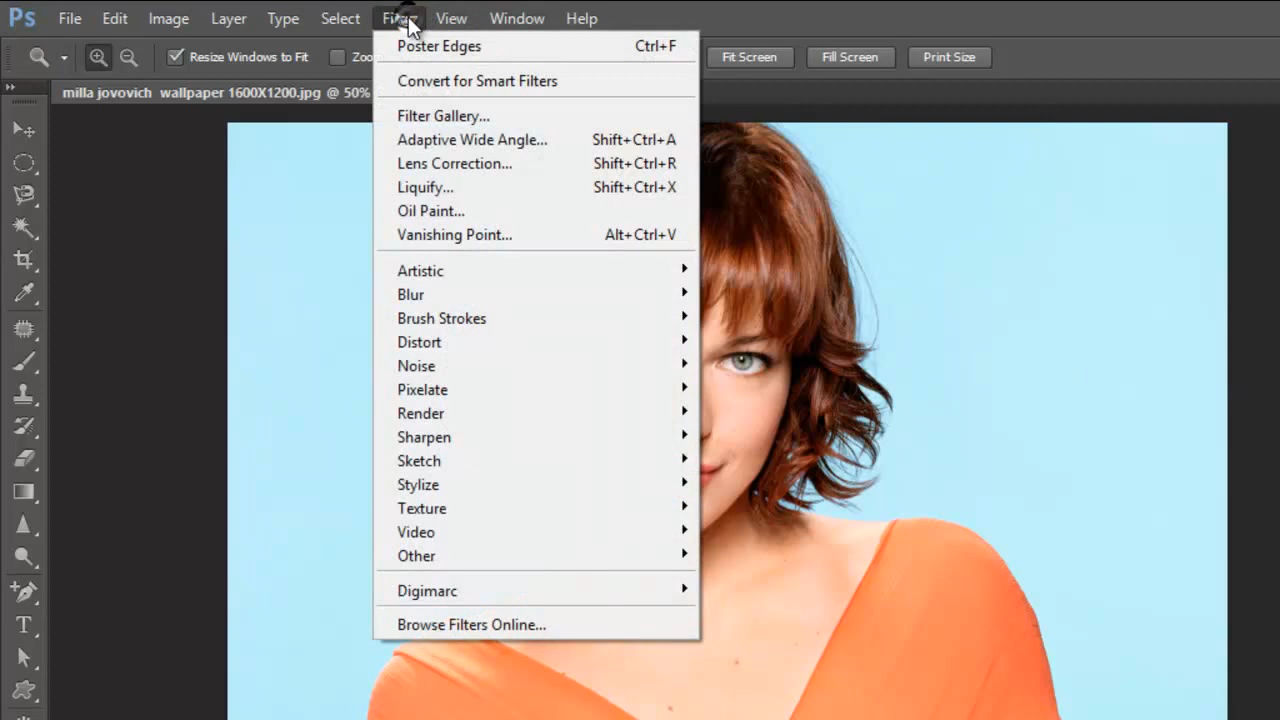 Ps File Edit Image Layer Type Select Filter View Window Help
Resize Windows to Fit Fit Screen Fill Screen Print Size
milla jovovich wallpaper 1600X1200.jpg @ 50%
Poster Edges Ctrl+F
Convert for Smart Filters
Filter Gallery...
Adaptive Wide Angle... Shift+Ctrl+A
Lens Correction... Shift+Ctrl+R
Liquify... Shift+Ctrl+X
Oil Paint...
Vanishing Point... Alt+Ctrl+V
Artistic
Blur
Brush Strokes
Distort
Noise
Pixelate
Render
Sharpen
Sketch
Stylize
Texture
Video
Other
Digimarc
Browse Filters Online...